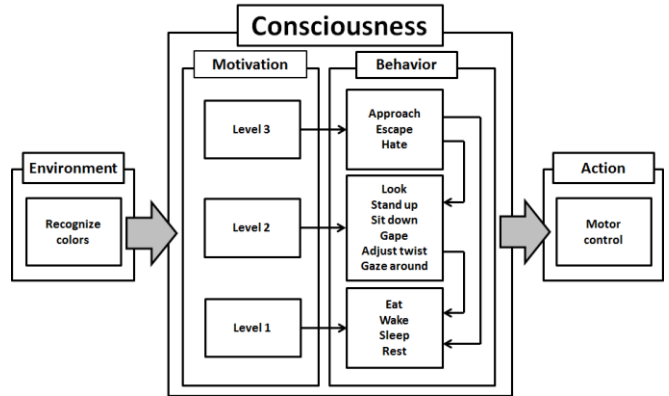 Consciousness
Motivation
Behavior
Level 3
Approach
Escape
Hate
Environment
Recognize
colors
Level 2
Look
Stand up
Sit down
Gape
Adjust twist
Gaze around
Action
Motor
control
Level 1
Eat
Wake
Sleep
Rest